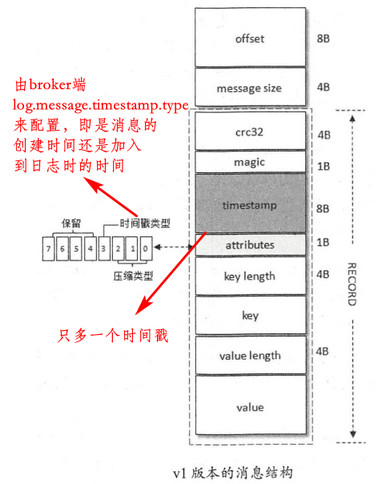 offset
8B
message size
4B
由broker端
log.message.timestamp.type
来配置，即是消息的
创建时间还是加入
到日志时的时间
crc32
4B
magic
1B
timestamp
8B
保留
时间戳类型
7 6 5 4 3 2 1 0
压缩类型
attributes
1B
key length
4B
key
只多一个时间戳
value length
4B
value
RECORD
v1 版本的消息结构